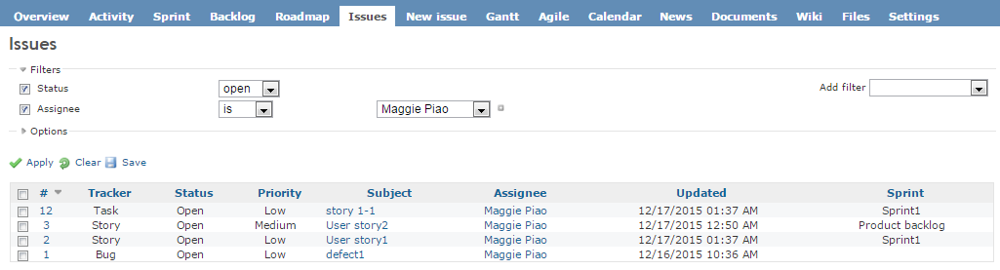 Overview Activity Sprint Backlog Roadmap Issues New issue Gantt Agile Calendar News Documents Wiki Files Settings
Issues
Filters
Status open Add filter
Assignee is Maggie Piao
Options
Apply Clear Save
# Tracker Status Priority Subject Assignee Updated Sprint
12 Task Open Low story 1-1 Maggie Piao 12/17/2015 01:37 AM Sprint1
3 Story Open Medium User story2 Maggie Piao 12/17/2015 12:50 AM Product backlog
2 Story Open Low User story1 Maggie Piao 12/17/2015 01:37 AM Sprint1
1 Bug Open Low defect1 Maggie Piao 12/16/2015 10:36 AM